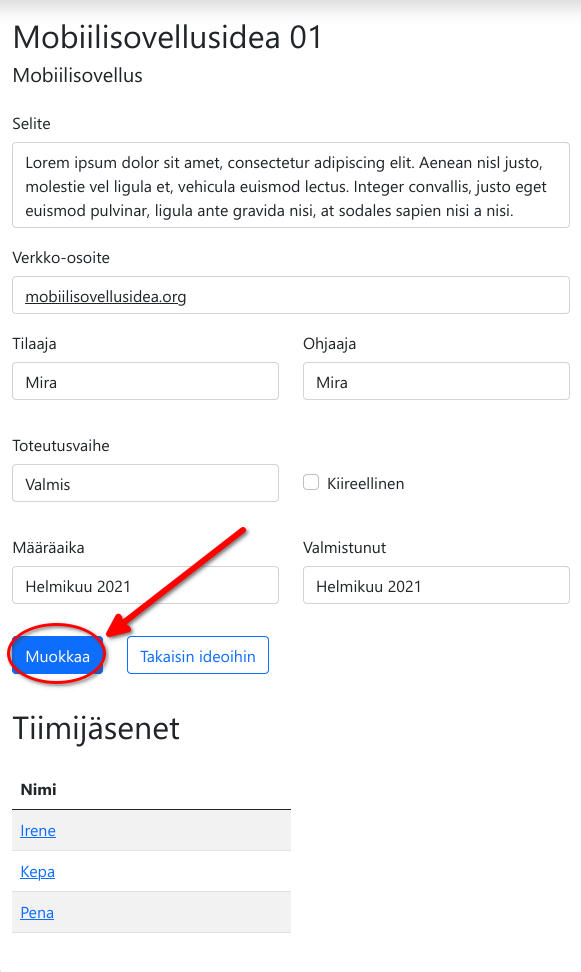 Mobiilisovellusidea 01
Mobiilisovellus
Selite
Lorem ipsum dolor sit amet, consectetur adipiscing elit. Aenean nisl justo,
molestie vel ligula et, vehicula euismod lectus. Integer convallis, justo eget
euismod pulvinar, ligula ante gravida nisi, at sodales sapien nisi a nisi.
Verkko-osoite
mobiilisovellusidea.org
Tilaaja
Ohjaaja
Mira
Mira
Toteutusvaihe
Valmis
Kiireellinen
Määräaika
Valmistunut
Helmikuu 2021
Helmikuu 2021
Muokkaa
Takaisin ideoihin
Tiimijäsenet
Nimi
Irene
Kepa
Pena